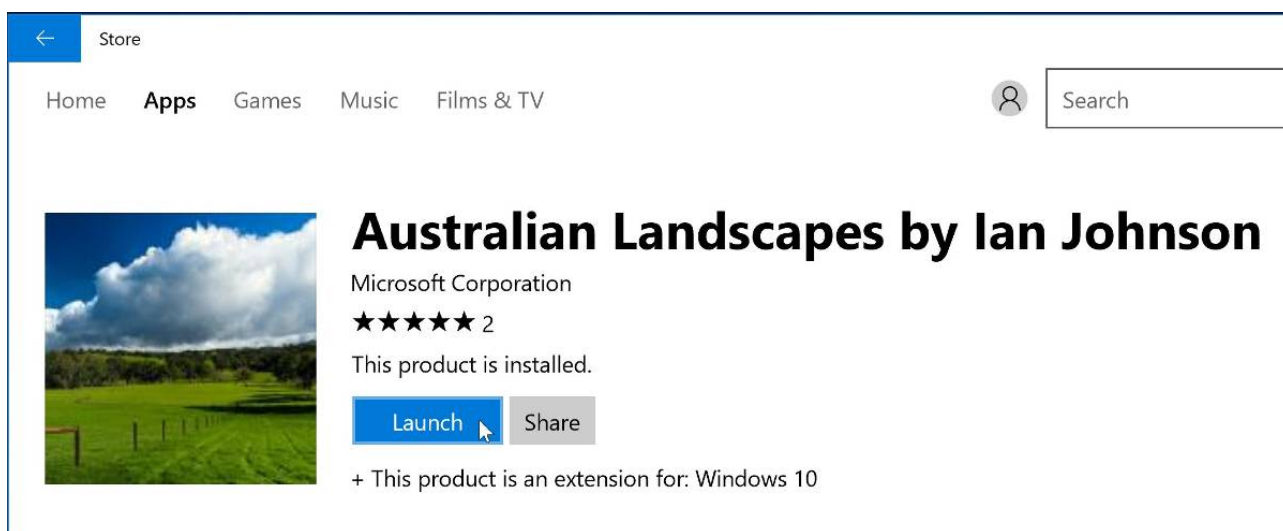 Store
Home Apps Games Music Films & TV Search
Australian Landscapes by Ian Johnson
Microsoft Corporation
★★★★★ 2
This product is installed.
Launch Share
+ This product is an extension for: Windows 10